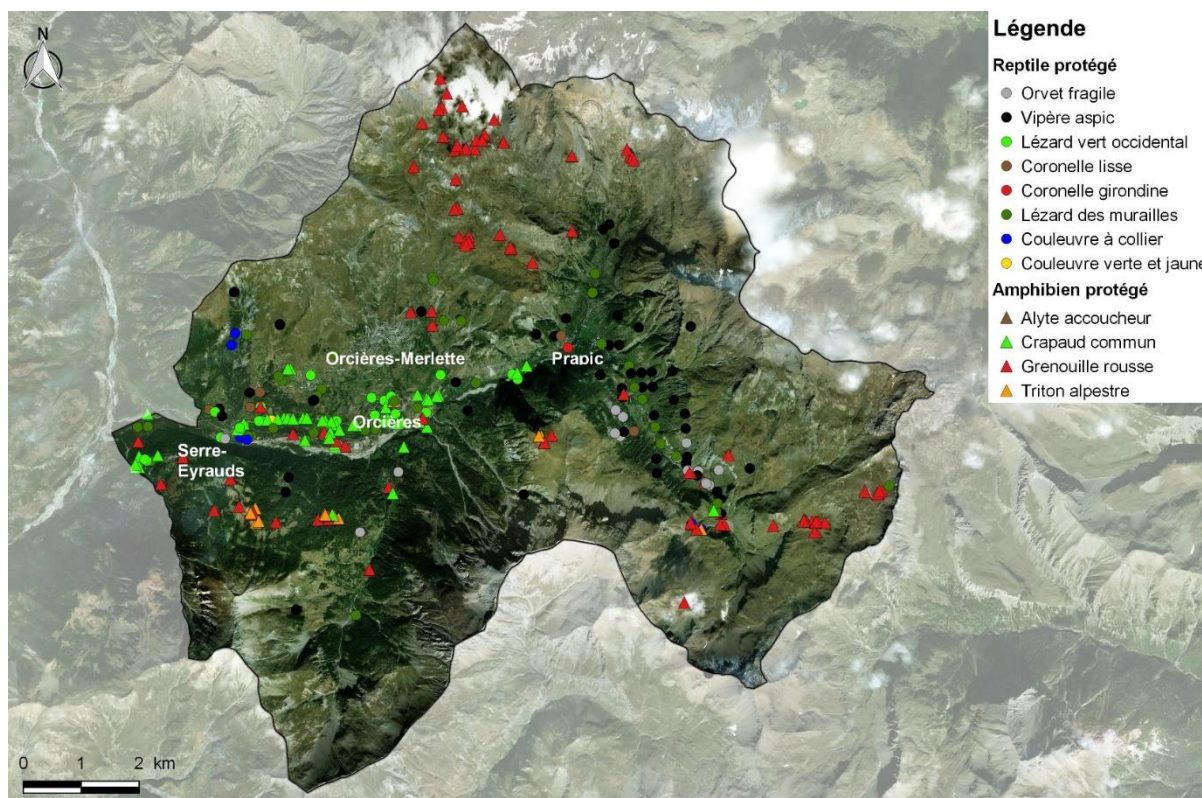 N
Légende
Reptile protégé
Orvet fragile
Vipère aspic
Lézard vert occidental
Coronelle lisse
Coronelle girondine
Lézard des murailles
Couleuvre à collier
Couleuvre verte et jaune
Amphibien protégé
Alyte accoucheur
Crapaud commun
Grenouille rousse
Triton alpestre
Orcières-Merlette
Prapic
Orcières
Serre-
Eyrauds
0 1 2 km